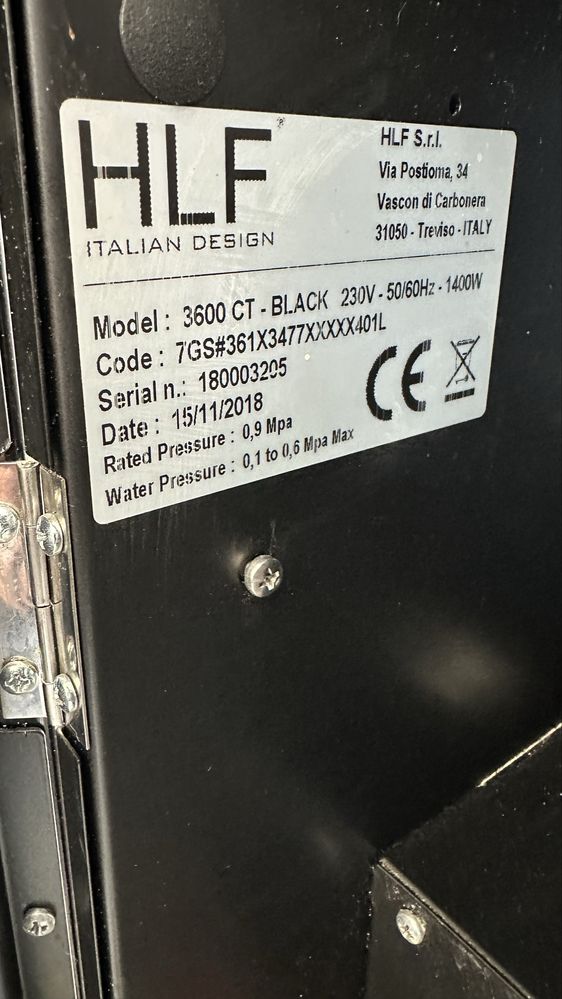 HLF
ITALIAN DESIGN
HLF S.r.l.
Via Postioma, 34
Vascon di Carbonera
31050 - Treviso - ITALY
Model : 3600 CT - BLACK 230V - 50/60Hz - 1400W
Code : 7GS#361X3477XXXXX401L
Serial n.: 180003205
Date : 15/11/2018
Rated Pressure : 0,9 Mpa
Water Pressure : 0,1 to 0,6 Mpa Max
CE